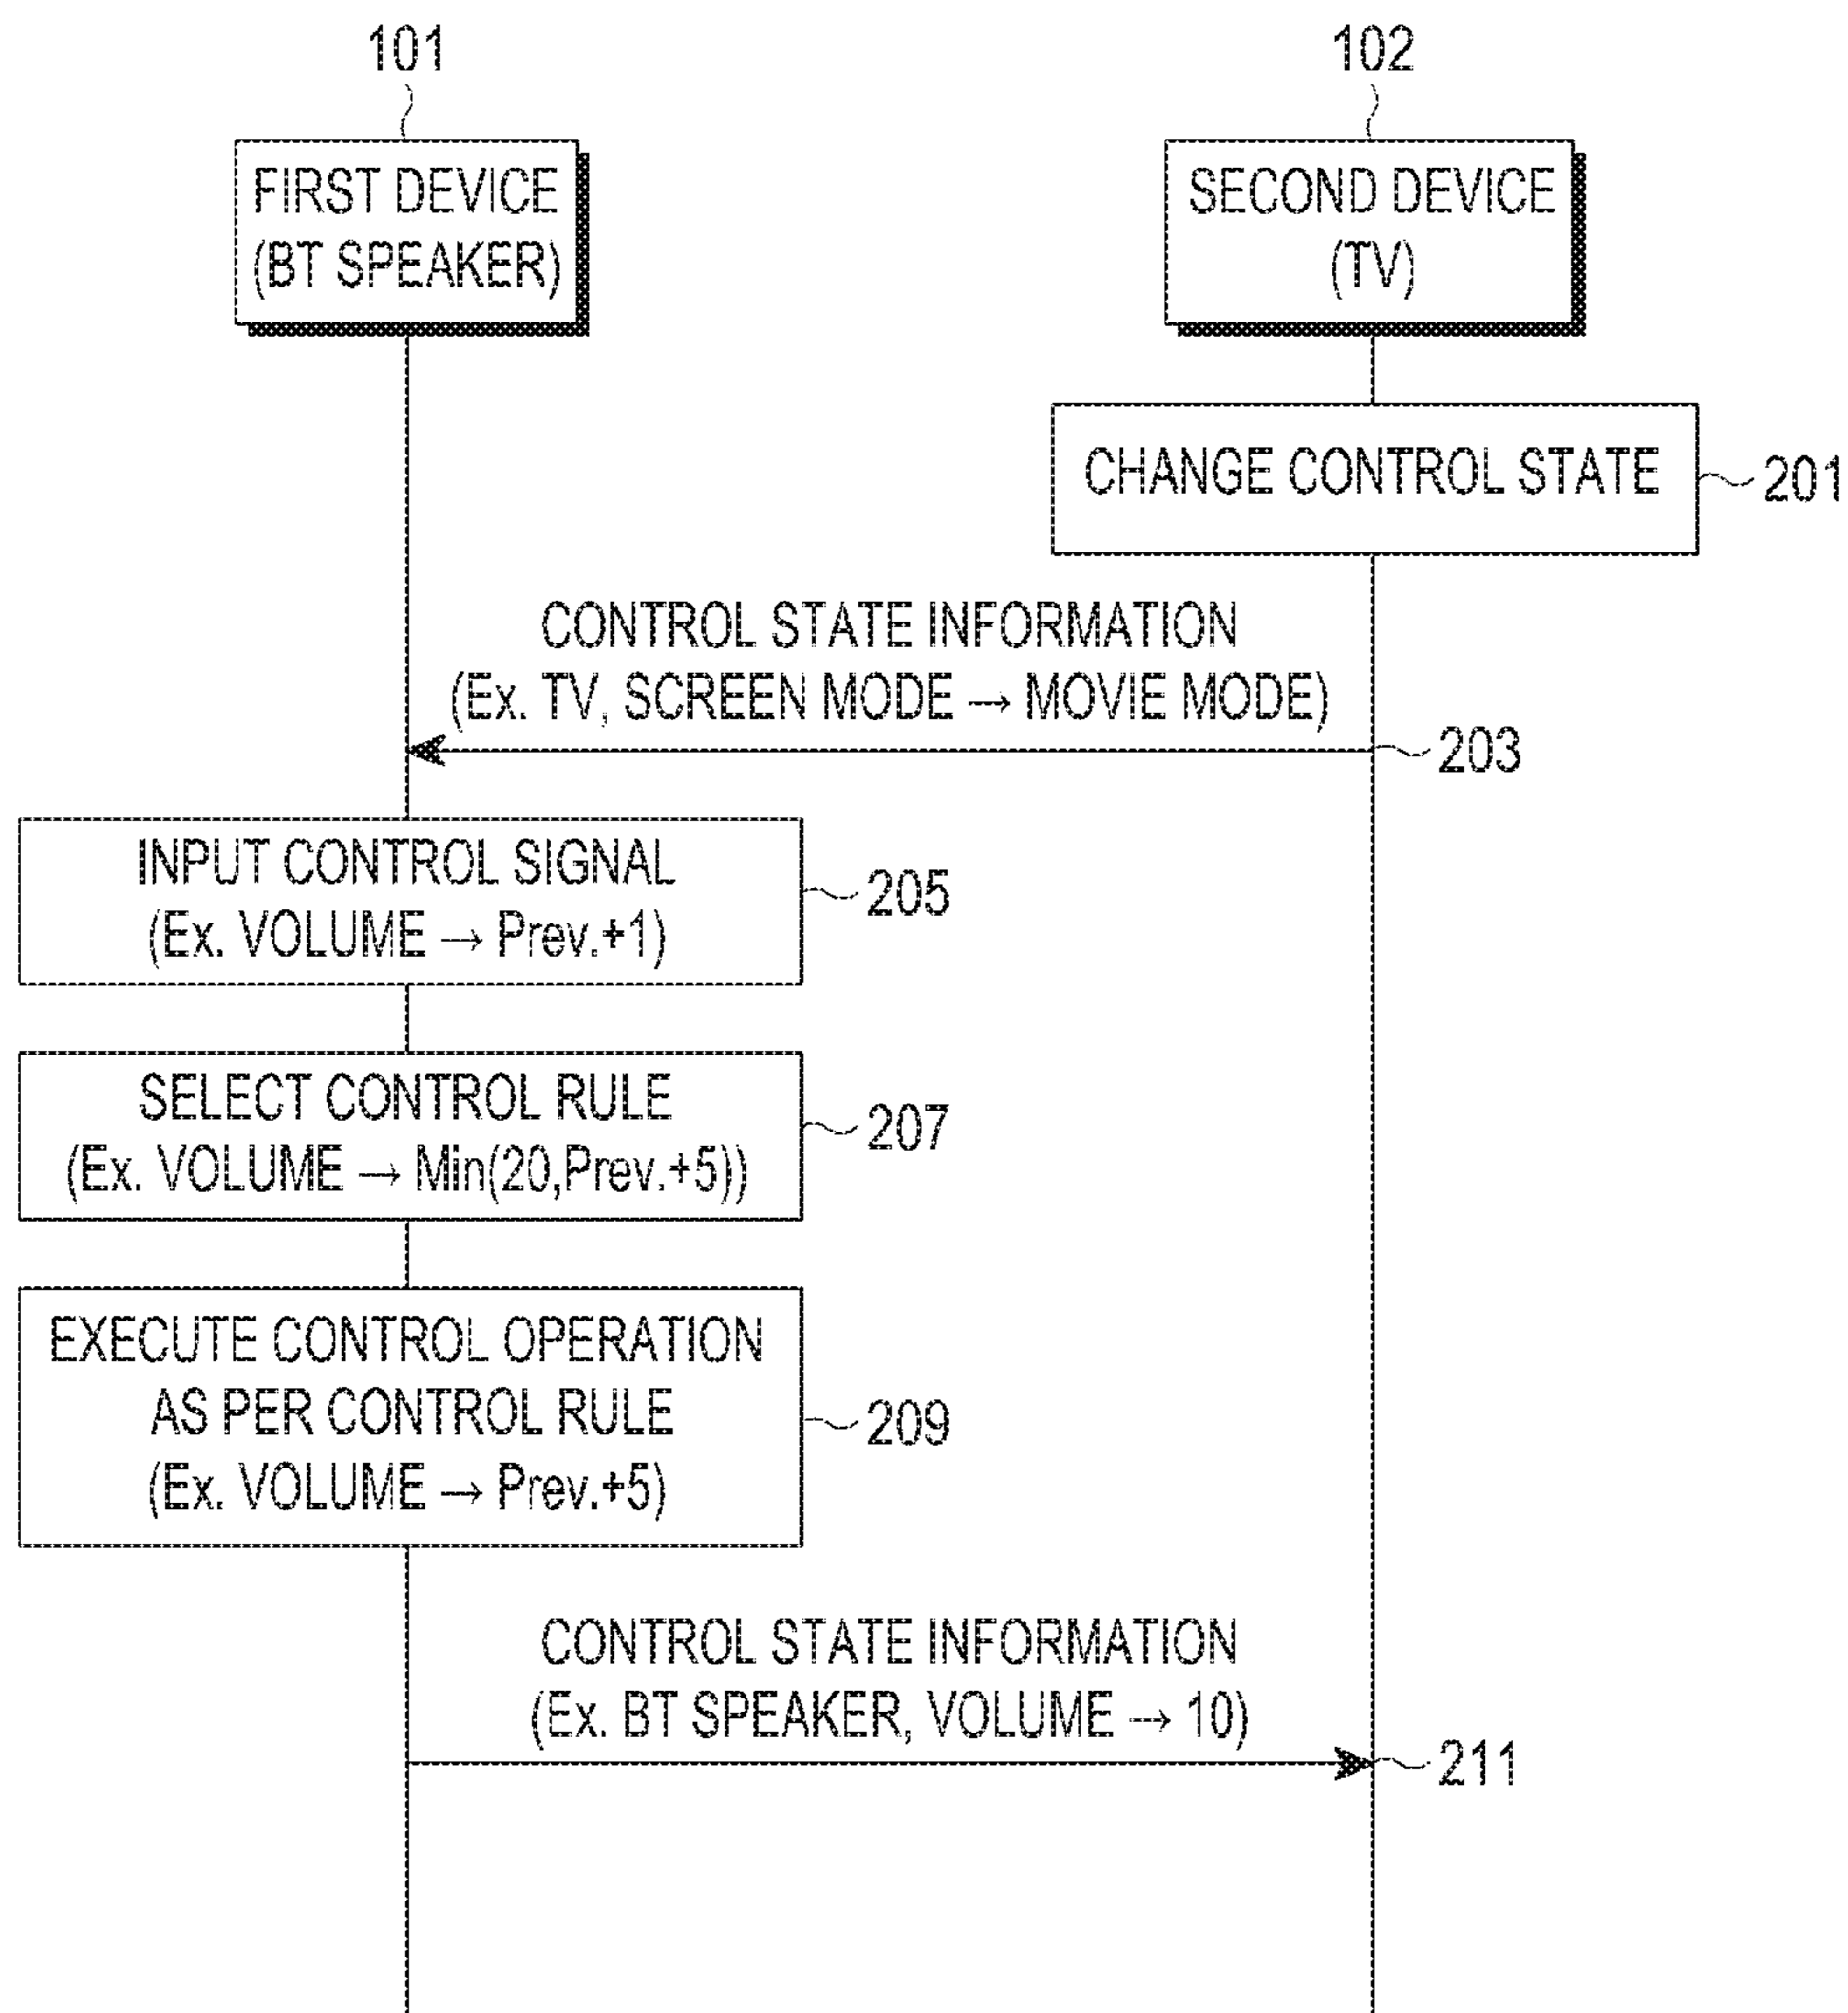 101
102
FIRST DEVICE
(BT SPEAKER)
SECOND DEVICE
(TV)
CHANGE CONTROL STATE
201
CONTROL STATE INFORMATION
(Ex. TV, SCREEN MODE → MOVIE MODE)
203
INPUT CONTROL SIGNAL
(Ex. VOLUME → Prev.+1)
205
SELECT CONTROL RULE
(Ex. VOLUME → Min(20,Prev.+5))
207
EXECUTE CONTROL OPERATION
AS PER CONTROL RULE
(Ex. VOLUME → Prev.+5)
209
CONTROL STATE INFORMATION
(Ex. BT SPEAKER, VOLUME → 10)
211